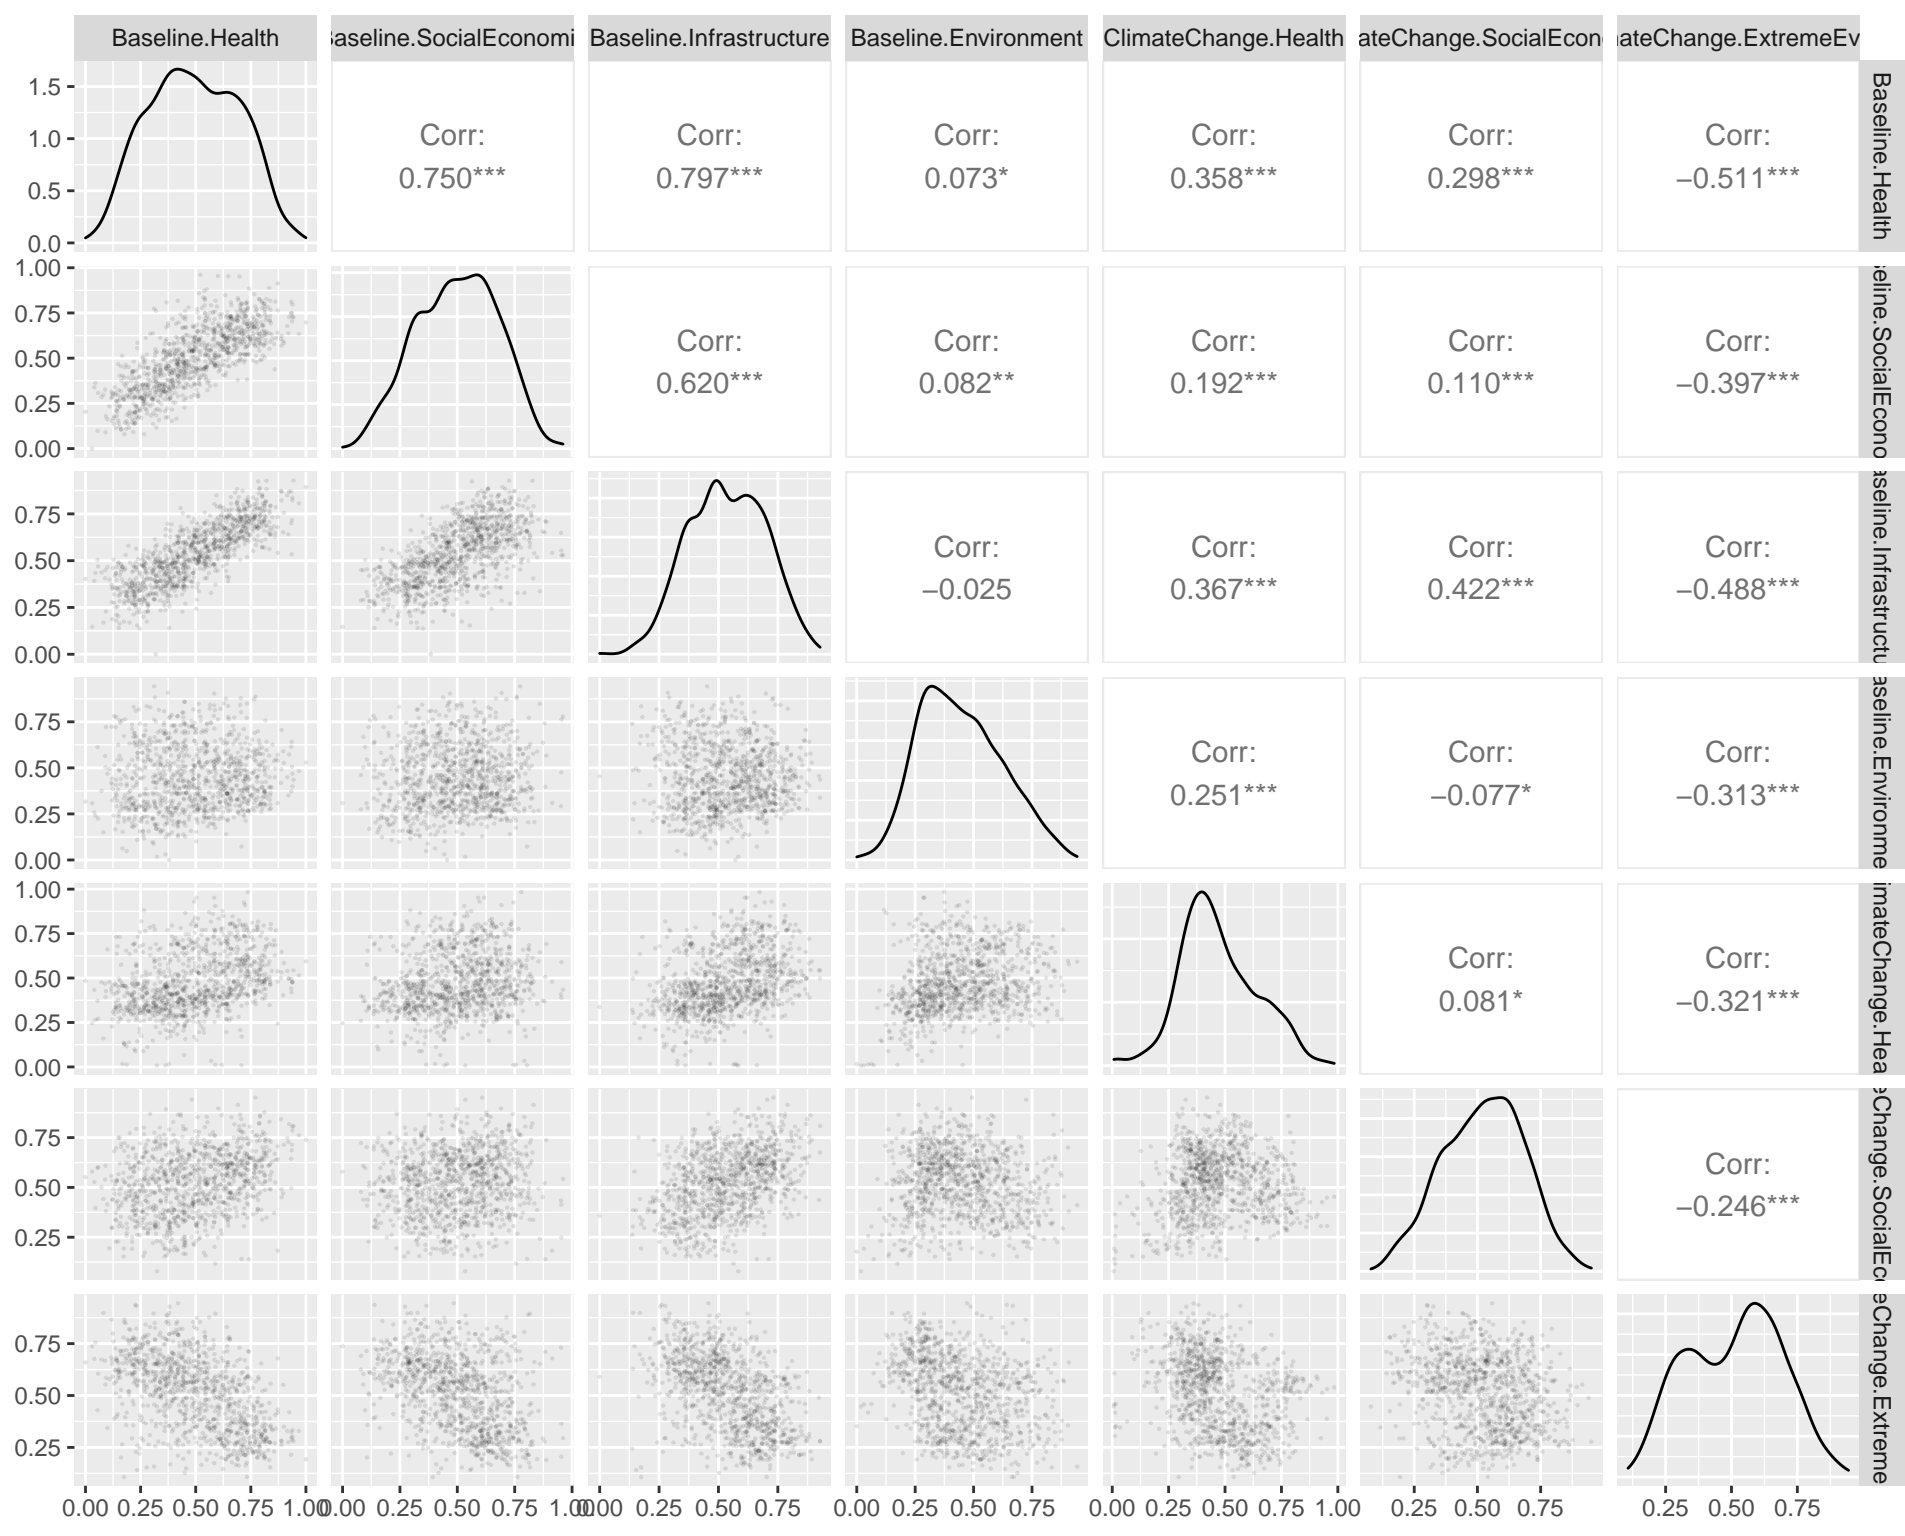 Baseline.Health Baseline.SocialEconomi Baseline.Infrastructure Baseline.Environment ClimateChange.Health ateChange.SocialEcon ateChange.ExtremeEv
1.5 Corr: Corr: Corr: Corr: Corr: Corr: Baseline.Health
1.0 0.750*** 0.797*** 0.073* 0.358*** 0.298*** −0.511***
0.5
0.0
1.00
0.75 Corr: Corr: Corr: Corr: Corr: eline.SocialEcono
0.50 0.620*** 0.082** 0.192*** 0.110*** −0.397***
0.25
0.00
0.75 Corr: Corr: Corr: Corr: aseline.Infrastructu
0.50 −0.025 0.367*** 0.422*** −0.488***
0.25
0.00
0.75 Corr: Corr: Corr: aseline.Environme
0.50 0.251*** −0.077* −0.313***
0.25
0.00
1.00
0.75 Corr: Corr: imateChange.Hea
0.50 0.081* −0.321***
0.25
0.00
0.75 Corr: eChange.SocialEco
0.50 −0.246***
0.25
0.75 eChange.Extreme
0.50
0.25
0.00 0.25 0.50 0.75 1.00 0.00 0.25 0.50 0.75 1.00 0.00 0.25 0.50 0.75 0.00 0.25 0.50 0.75 0.00 0.25 0.50 0.75 1.00 0.25 0.50 0.75 0.25 0.50 0.75